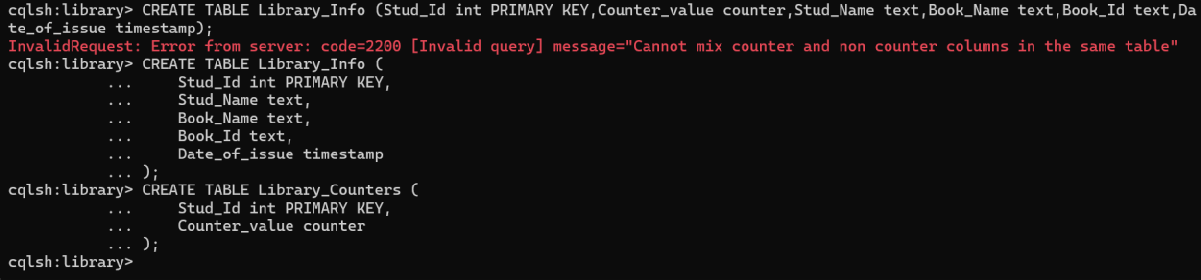 cqlsh:library> CREATE TABLE Library_Info (Stud_Id int PRIMARY KEY,Counter_value counter,Stud_Name text,Book_Name text,Book_Id text,Da
te_of_issue timestamp);
InvalidRequest: Error from server: code=2200 [Invalid query] message="Cannot mix counter and non counter columns in the same table"
cqlsh:library> CREATE TABLE Library_Info (
... Stud_Id int PRIMARY KEY,
... Stud_Name text,
... Book_Name text,
... Book_Id text,
... Date_of_issue timestamp
... );
cqlsh:library> CREATE TABLE Library_Counters (
... Stud_Id int PRIMARY KEY,
... Counter_value counter
... );
cqlsh:library>